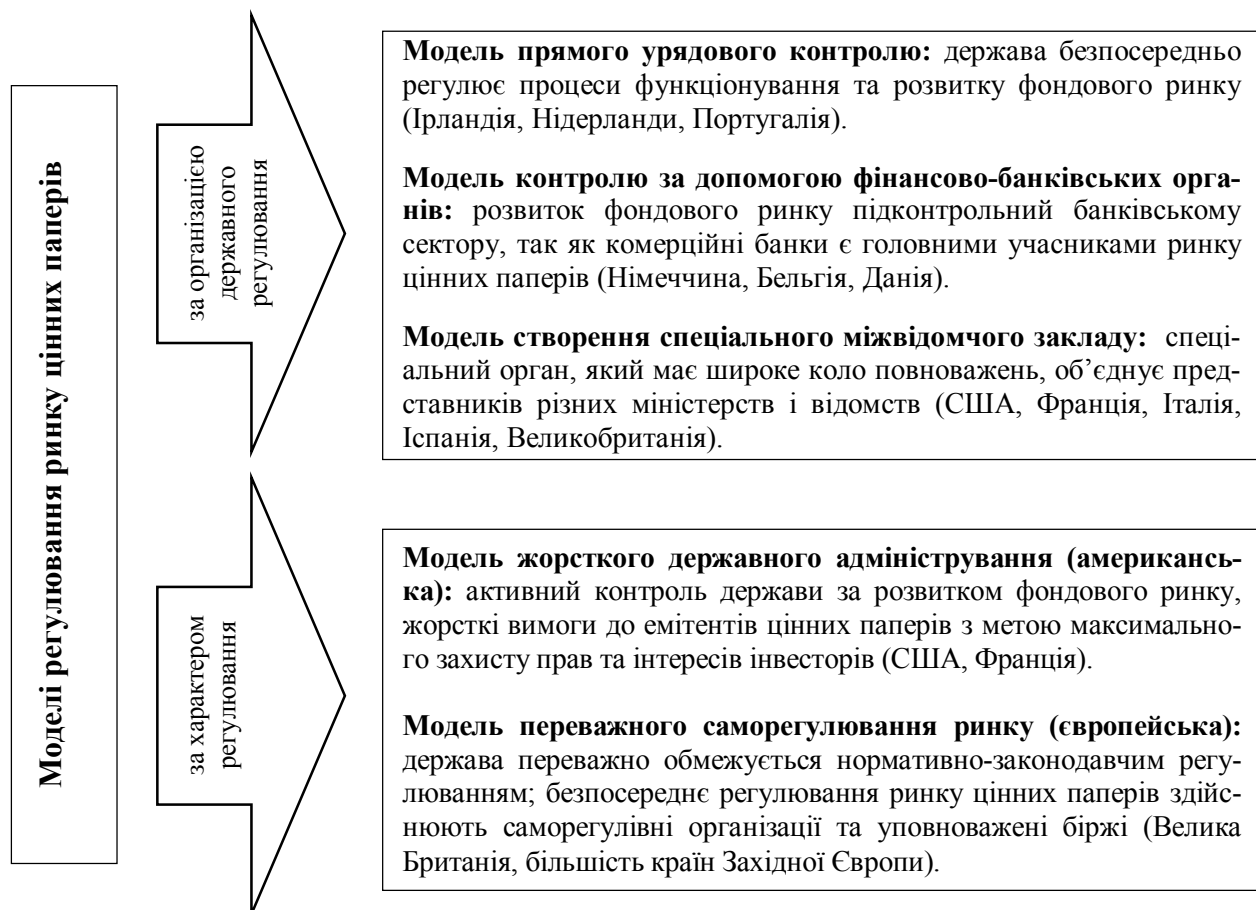 Моделі регулювання ринку цінних паперів
за організацією
державного
регулювання
Модель прямого урядового контролю: держава безпосередньо
регулює процеси функціонування та розвитку фондового ринку
(Ірландія, Нідерланди, Португалія).
Модель контролю за допомогою фінансово-банківських орга-
нів: розвиток фондового ринку підконтрольний банківському
сектору, так як комерційні банки є головними учасниками ринку
цінних паперів (Німеччина, Бельгія, Данія).
Модель створення спеціального міжвідомчого закладу: спеці-
альний орган, який має широке коло повноважень, об’єднує пред-
ставників різних міністерств і відомств (США, Франція, Італія,
Іспанія, Великобританія).
за характером
регулювання
Модель жорсткого державного адміністрування (американсь-
ка): активний контроль держави за розвитком фондового ринку,
жорсткі вимоги до емітентів цінних паперів з метою максимально-
го захисту прав та інтересів інвесторів (США, Франція).
Модель переважного саморегулювання ринку (європейська):
держава переважно обмежується нормативно-законодавчим регу-
люванням; безпосереднє регулювання ринку цінних паперів здійс-
нюють саморегулівні організації та уповноважені біржі (Велика
Британія, більшість країн Західної Європи).